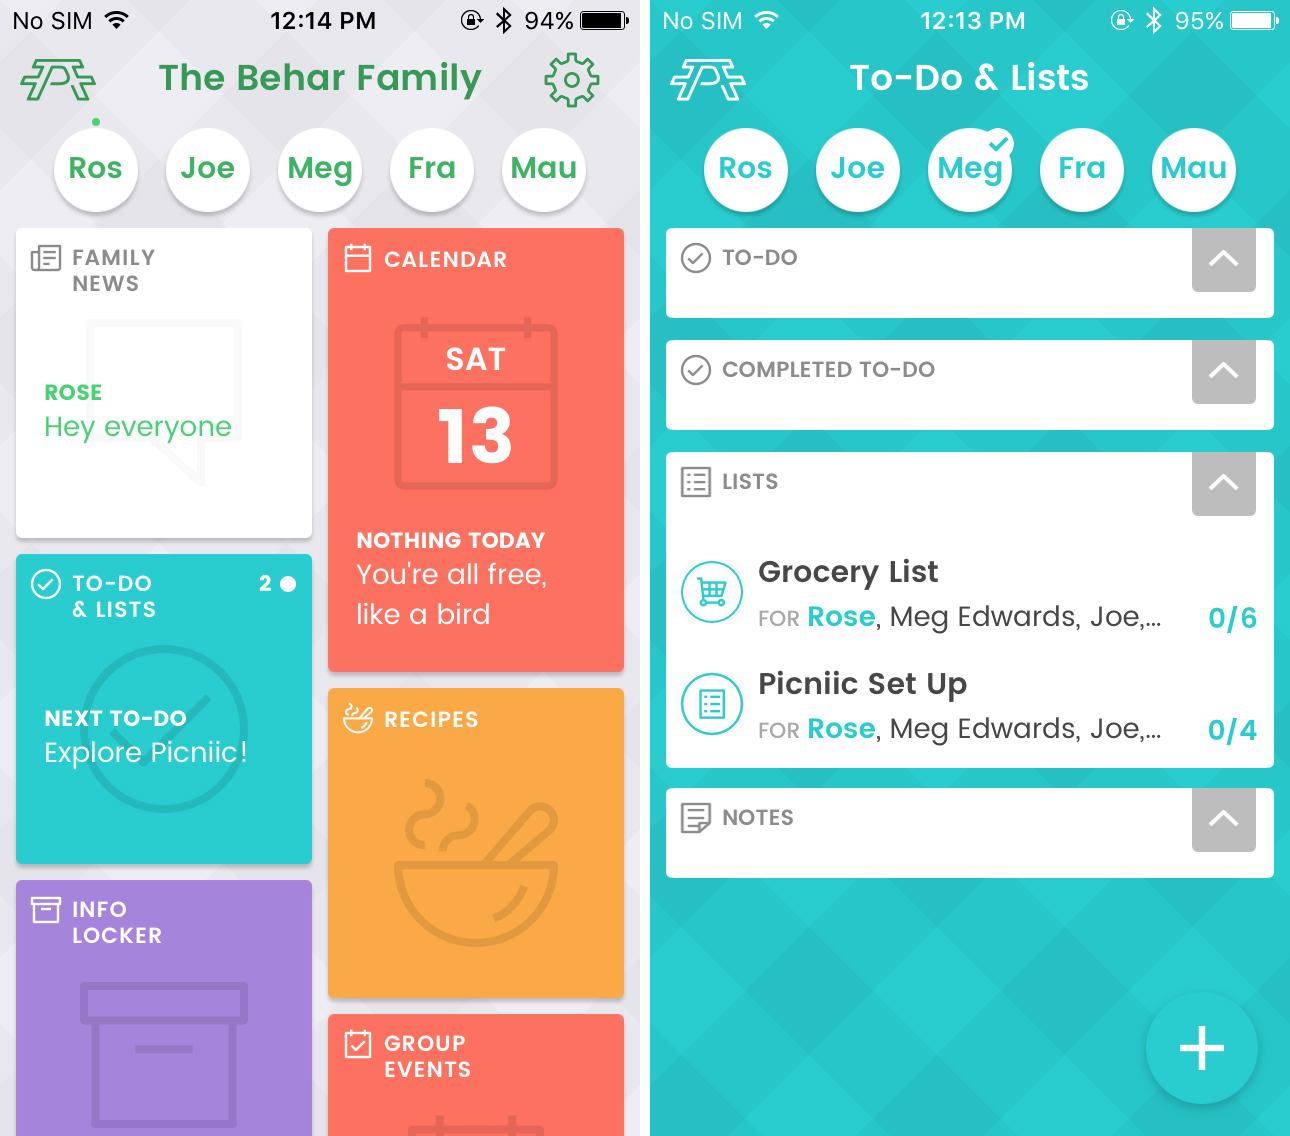 No SIM 12:14 PM 94%
The Behar Family
Ros Joe Meg Fra Mau
FAMILY
NEWS
ROSE
Hey everyone
CALENDAR
SAT
13
NOTHING TODAY
You're all free,
like a bird
TO-DO 2
& LISTS
NEXT TO-DO
Explore Picniic!
RECIPES
INFO
LOCKER
GROUP
EVENTS
No SIM 12:13 PM 95%
To-Do & Lists
Ros Joe Meg Fra Mau
TO-DO
COMPLETED TO-DO
LISTS
Grocery List
FOR Rose, Meg Edwards, Joe,... 0/6
Picniic Set Up
FOR Rose, Meg Edwards, Joe,... 0/4
NOTES